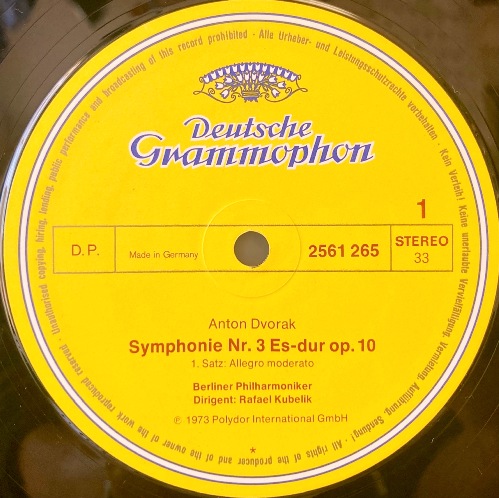 Unauthorised copying, hiring, lending, public performance and broadcasting of this record prohibited · Alle Urheber- und Leistungsschutzrechte vorbehalten · Kein Verleih! Keine unerlaubte Vervielfältigung, Vermietung, Aufführung, Sendung! · All rights of the producer and of the owner of the work reproduced reserved ·
Deutsche
Grammophon
1
D.P.
Made in Germany
2561 265
STEREO
33
Anton Dvorak
Symphonie Nr. 3 Es-dur op. 10
1. Satz: Allegro moderato
Berliner Philharmoniker
Dirigent: Rafael Kubelik
℗ 1973 Polydor International GmbH
*